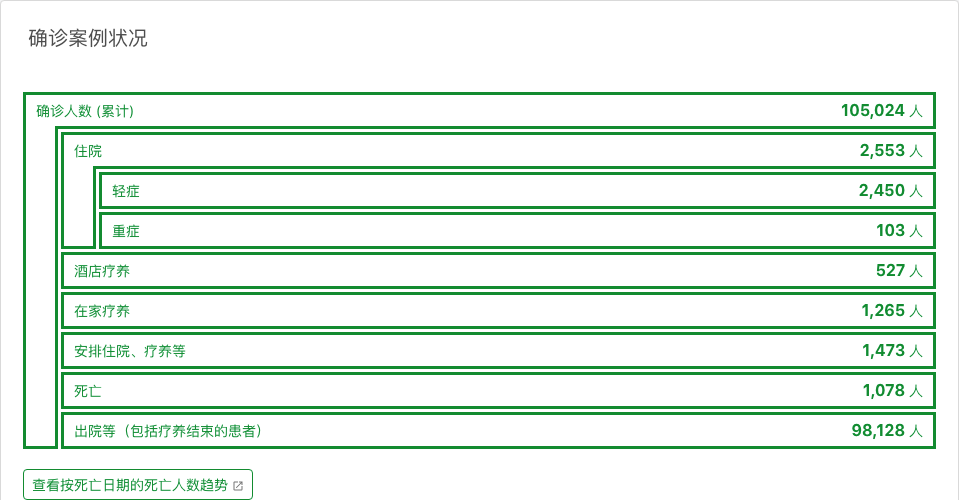 确诊案例状况
确诊人数 (累计) 105,024 人
住院 2,553 人
轻症 2,450 人
重症 103 人
酒店疗养 527 人
在家疗养 1,265 人
安排住院、疗养等 1,473 人
死亡 1,078 人
出院等（包括疗养结束的患者） 98,128 人
查看按死亡日期的死亡人数趋势